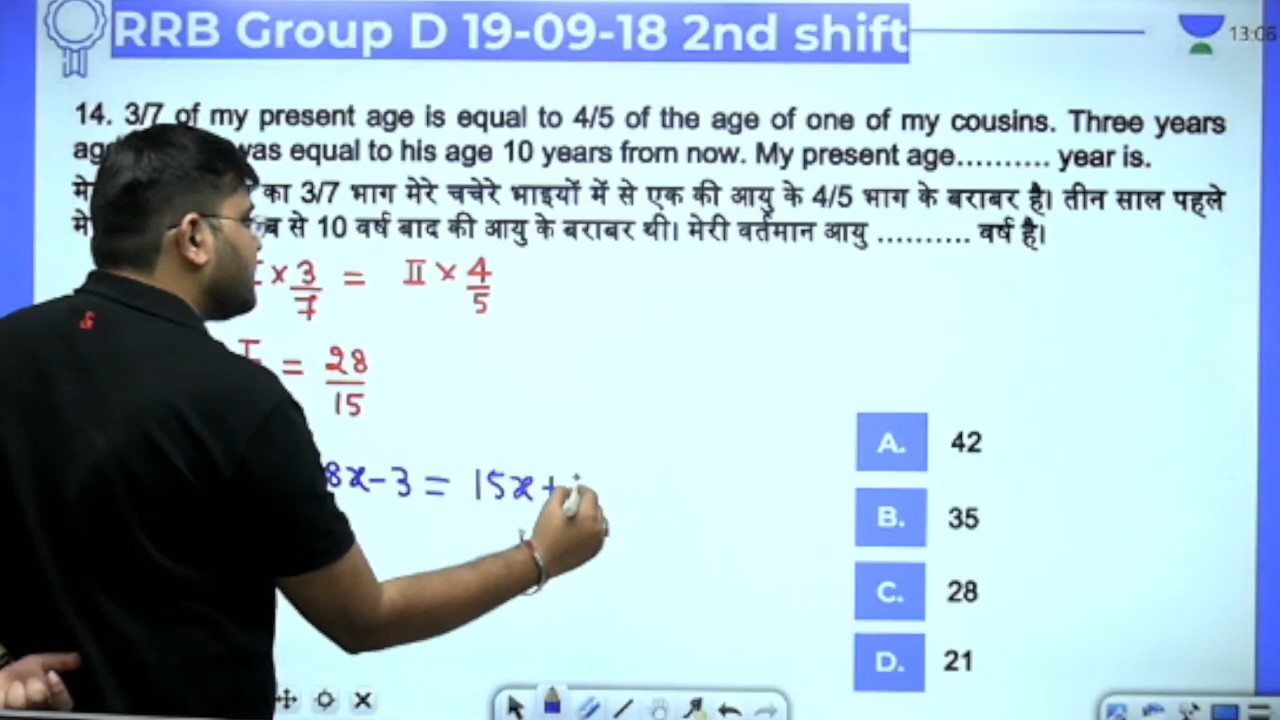 RRB Group D 19-09-18 2nd shift
13:06
14. 3/7 of my present age is equal to 4/5 of the age of one of my cousins. Three years
was equal to his age 10 years from now. My present age.......... year is.
का 3/7 भाग मेरे चचेरे भाइयों में से एक की आयु के 4/5 भाग के बराबर है। तीन साल पहले
से 10 वर्ष बाद की आयु के बराबर थी। मेरी वर्तमान आयु .......... वर्ष है।
× 3/7 = II × 4/5
= 28/15
8x - 3 = 15x +
A. 42
B. 35
C. 28
D. 21